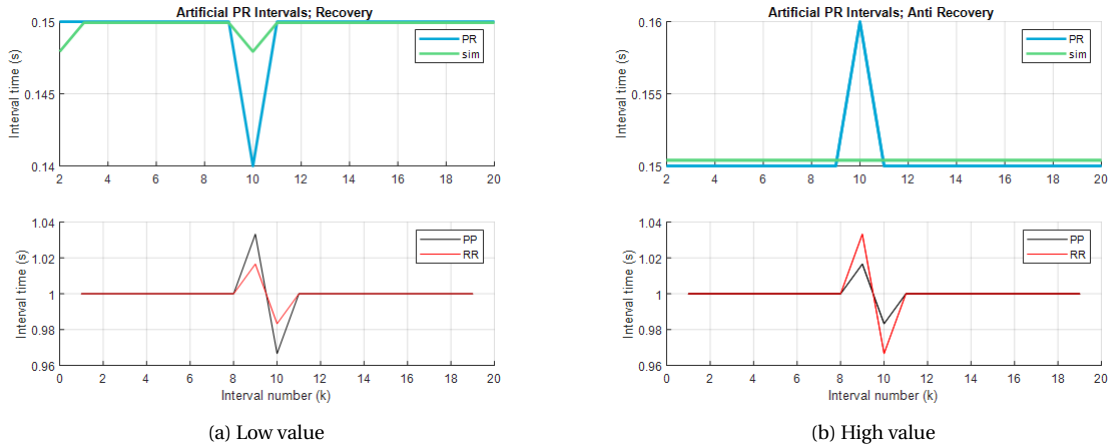 Artificial PR Intervals; Recovery
Interval time (s)
0.15
0.145
0.14
PR
sim
2 4 6 8 10 12 14 16 18 20
Interval time (s)
1.04
1.02
1
0.98
0.96
PP
RR
0 2 4 6 8 10 12 14 16 18 20
Interval number (k)
(a) Low value
Artificial PR Intervals; Anti Recovery
Interval time (s)
0.16
0.155
0.15
PR
sim
2 4 6 8 10 12 14 16 18 20
Interval time (s)
1.04
1.02
1
0.98
0.96
PP
RR
0 2 4 6 8 10 12 14 16 18 20
Interval number (k)
(b) High value